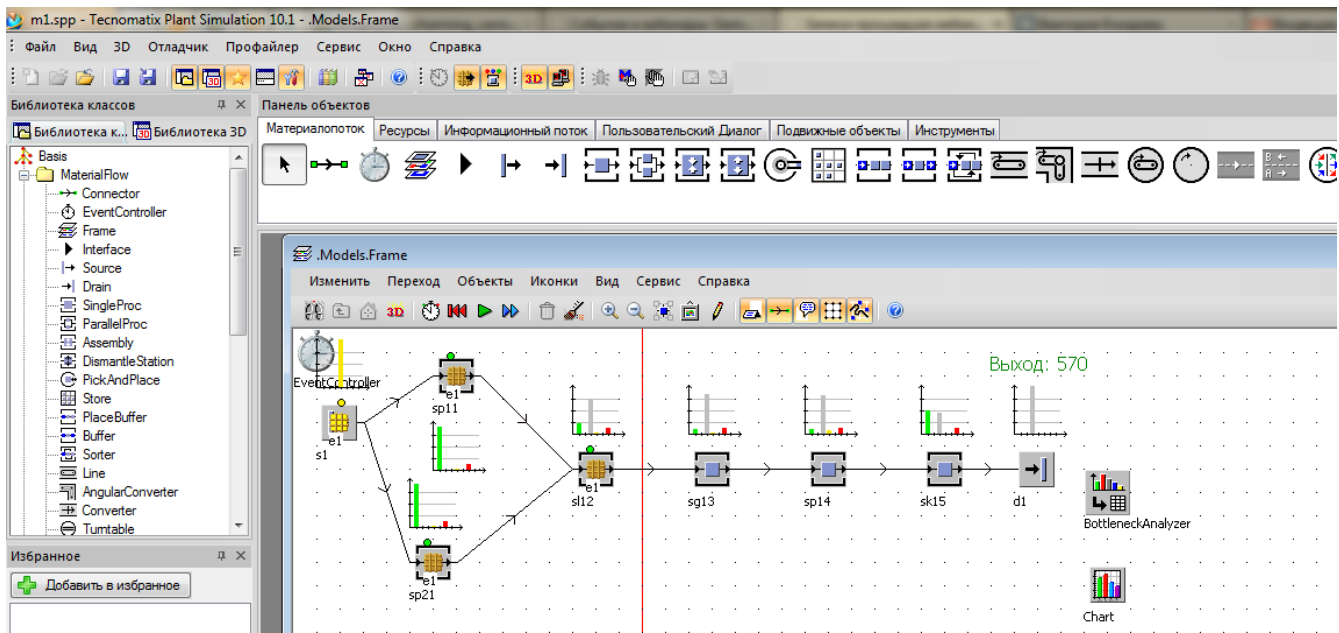 m1.spp - Tecnomatix Plant Simulation 10.1 - .Models.Frame
Файл Вид 3D Отладчик Профайлер Сервис Окно Справка
3D 3D
Библиотека классов
Библиотека к... 3D Библиотека 3D
Basis
MaterialFlow
Connector
EventController
Frame
Interface
Source
Drain
SingleProc
ParallelProc
Assembly
DismantleStation
PickAndPlace
Store
PlaceBuffer
Buffer
Sorter
Line
AngularConverter
Converter
Turntable
Избранное
Добавить в избранное
Панель объектов
Материалопоток Ресурсы Информационный поток Пользовательский Диалог Подвижные объекты Инструменты
B
A
.Models.Frame
Изменить Переход Объекты Иконки Вид Сервис Справка
3D
EventController
Выход: 570
e1
sp11
e1
s1
e1
sl12
sg13
sp14
sk15
d1
BottleneckAnalyzer
e1
sp21
Chart